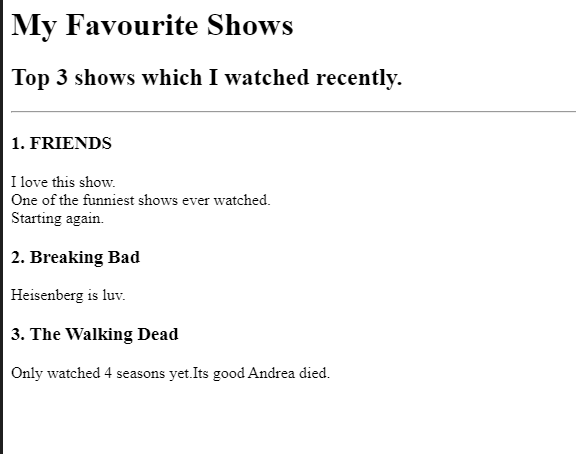 My Favourite Shows
Top 3 shows which I watched recently.
1. FRIENDS
I love this show.
One of the funniest shows ever watched.
Starting again.
2. Breaking Bad
Heisenberg is luv.
3. The Walking Dead
Only watched 4 seasons yet.Its good Andrea died.